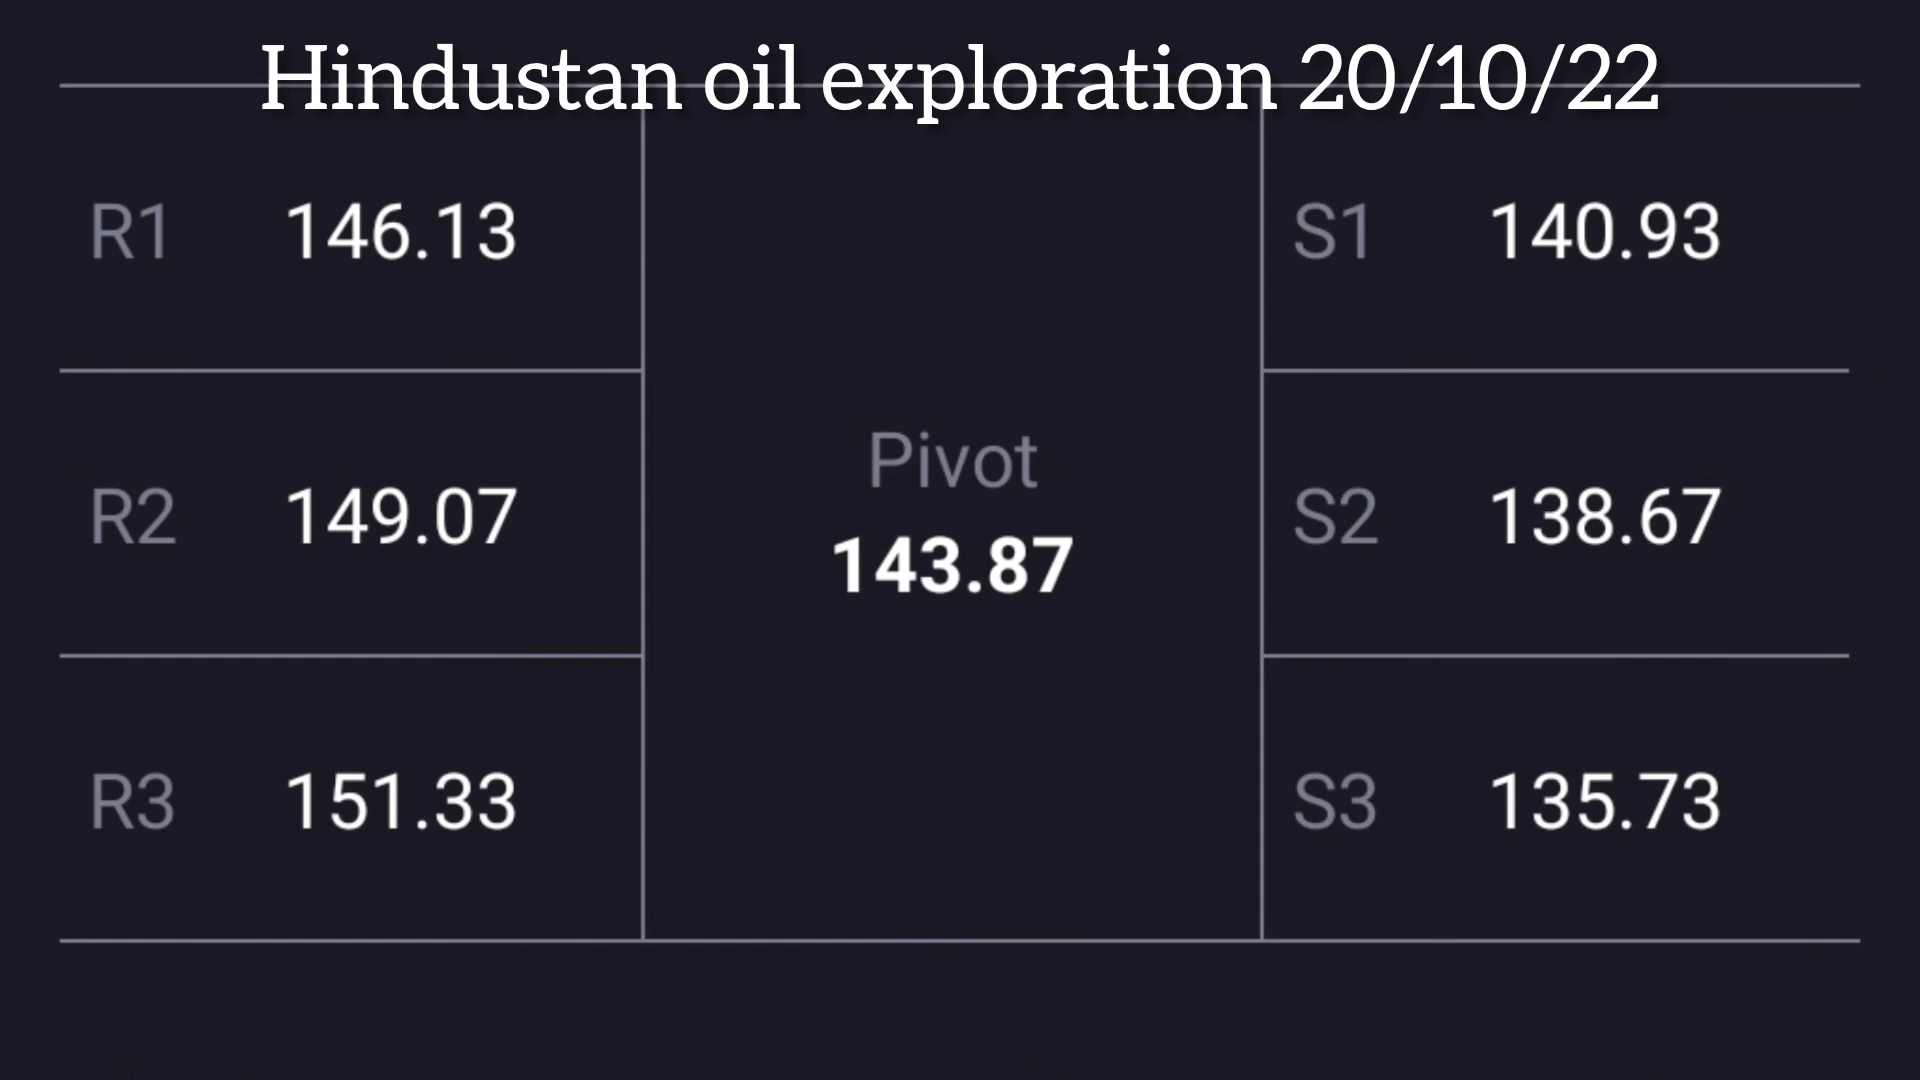 Hindustan oil exploration 20/10/22
R1 146.13
S1 140.93
Pivot
R2 149.07
143.87
S2 138.67
R3 151.33
S3 135.73